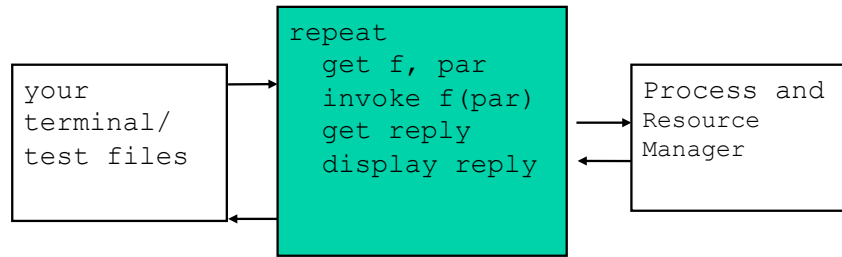 your
terminal/
test files
repeat
get f, par
invoke f(par)
get reply
display reply
Process and
Resource
Manager